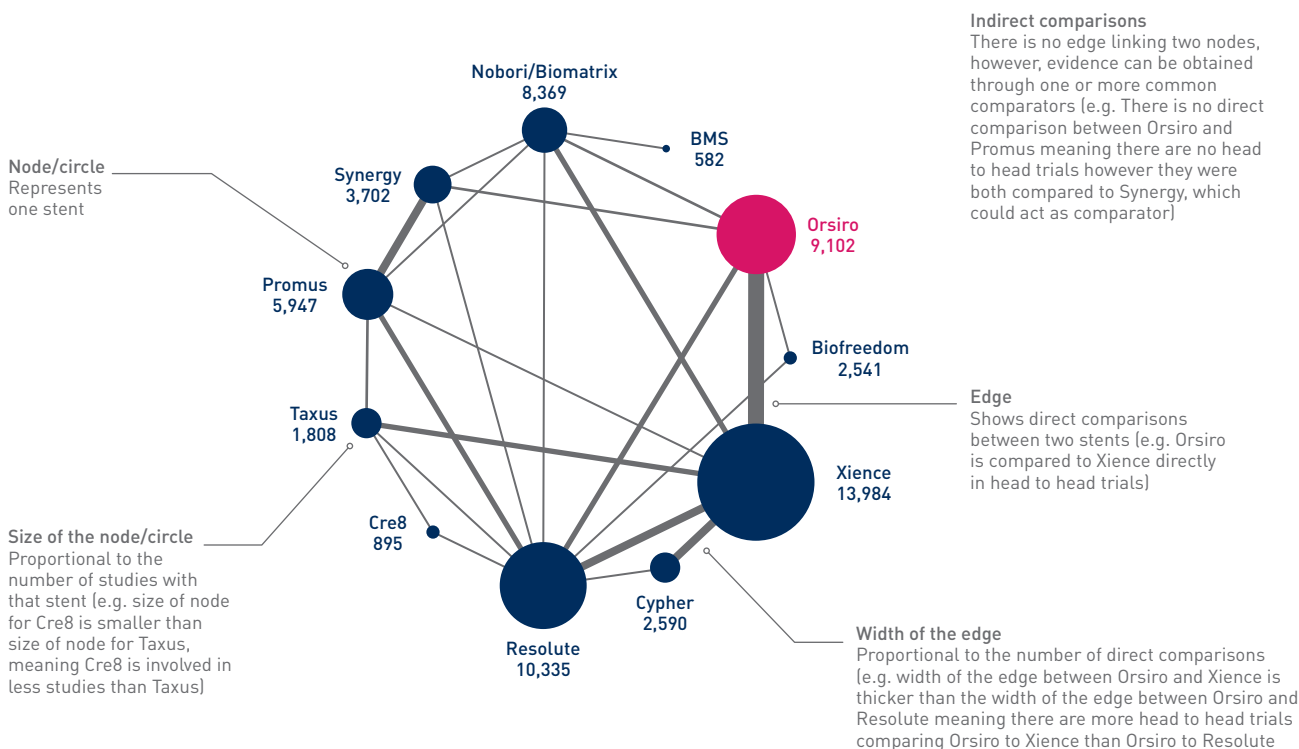 Indirect comparisons
There is no edge linking two nodes,
however, evidence can be obtained
through one or more common
comparators (e.g. There is no direct
comparison between Orsiro and
Promus meaning there are no head
to head trials however they were
both compared to Synergy, which
could act as comparator)
Nobori/Biomatrix
8,369
BMS
582
Node/circle
Represents
one stent
Synergy
3,702
Orsiro
9,102
Promus
5,947
Biofreedom
2,541
Edge
Shows direct comparisons
between two stents (e.g. Orsiro
is compared to Xience directly
in head to head trials)
Taxus
1,808
Xience
13,984
Cre8
895
Size of the node/circle
Proportional to the
number of studies with
that stent (e.g. size of node
for Cre8 is smaller than
size of node for Taxus,
meaning Cre8 is involved in
less studies than Taxus)
Cypher
2,590
Resolute
10,335
Width of the edge
Proportional to the number of direct comparisons
(e.g. width of the edge between Orsiro and Xience is
thicker than the width of the edge between Orsiro and
Resolute meaning there are more head to head trials
comparing Orsiro to Xience than Orsiro to Resolute